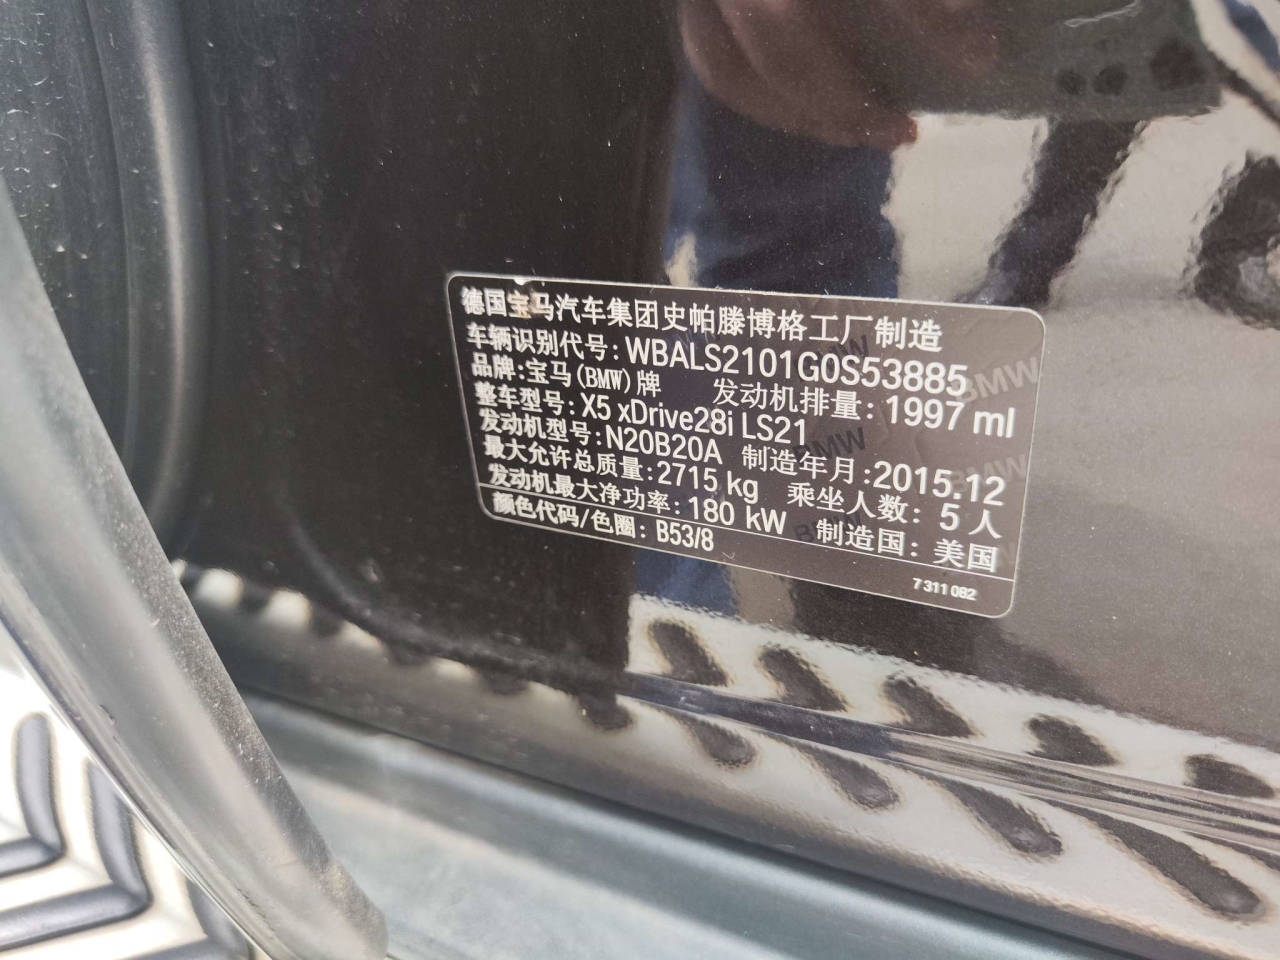 德国宝马汽车集团史帕滕博格工厂制造
车辆识别代号: WBALS2101G0S53885
品牌: 宝马(BMW)牌 发动机排量: 1997 ml
整车型号: X5 xDrive28i LS21
发动机型号: N20B20A 制造年月: 2015.12
最大允许总质量: 2715 kg 乘坐人数: 5 人
发动机最大净功率: 180 kW 制造国: 美国
颜色代码/色圈: B53/8
7 311 082
BMW
BMW
BMW
BMW